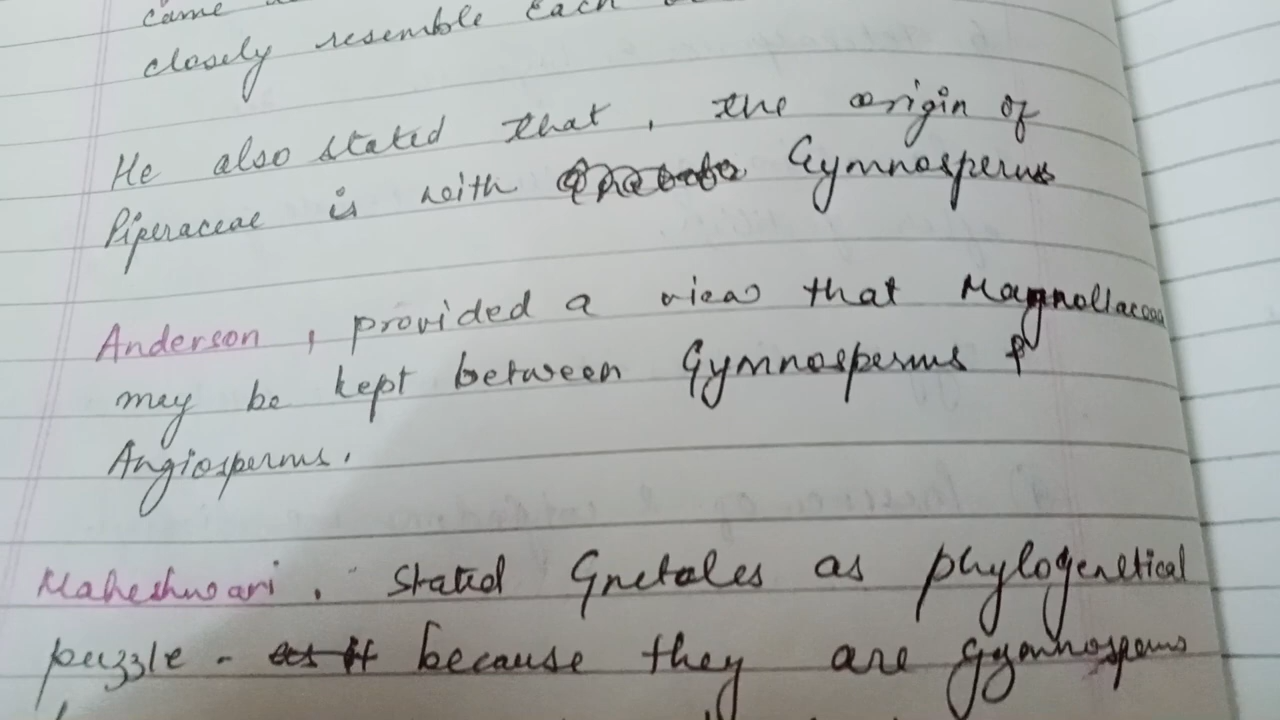 came
closely resemble each
He also stated that, the origin of
Piperaceae is with Gymnosperms
Anderson, provided a view that Magnoliaceae
may be kept between Gymnosperms &
Angiosperms.
Maheshwari, Stated Gnetales as phylogenetical
puzzle - because they are gymnosperms